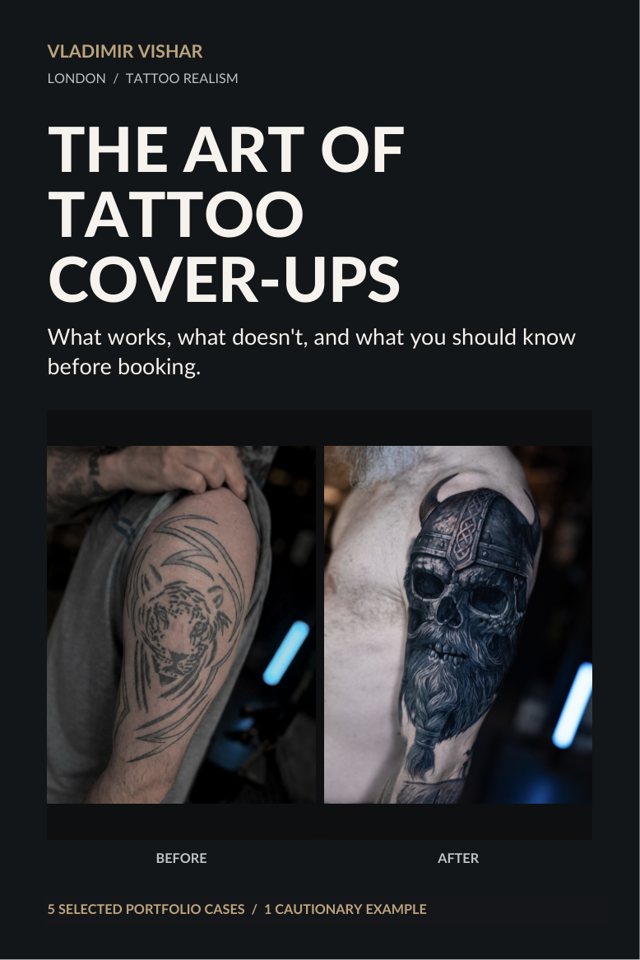 VLADIMIR VISHAR
LONDON / TATTOO REALISM
THE ART OF
TATTOO
COVER-UPS
What works, what doesn't, and what you should know
before booking.
BEFORE
AFTER
5 SELECTED PORTFOLIO CASES / 1 CAUTIONARY EXAMPLE